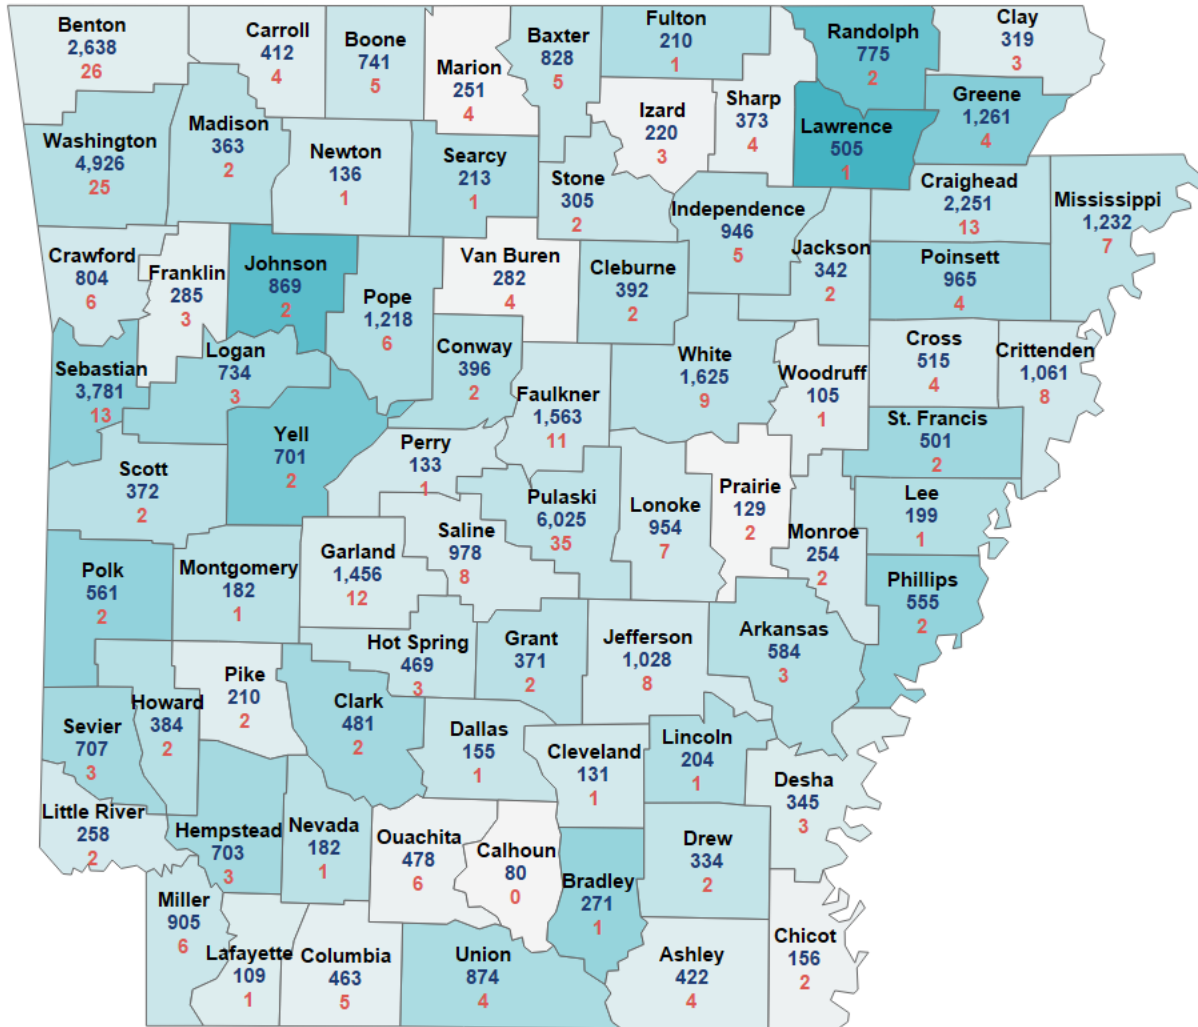 Benton
2,638
26
Carroll
412
4
Boone
741
5
Marion
251
4
Baxter
828
5
Fulton
210
1
Randolph
775
2
Clay
319
3
Izard
220
3
Sharp
373
4
Lawrence
505
1
Greene
1,261
4
Washington
4,926
25
Madison
363
2
Newton
136
1
Searcy
213
1
Stone
305
2
Independence
946
5
Jackson
342
2
Craighead
2,251
13
Mississippi
1,232
7
Crawford
804
6
Franklin
285
3
Johnson
869
2
Pope
1,218
6
Van Buren
282
4
Cleburne
392
2
Poinsett
965
4
Sebastian
3,781
13
Logan
734
3
Conway
396
2
Faulkner
1,563
11
White
1,625
9
Woodruff
105
1
Cross
515
4
Crittenden
1,061
8
St. Francis
501
2
Yell
701
2
Perry
133
1
Scott
372
2
Pulaski
6,025
35
Lonoke
954
7
Prairie
129
2
Monroe
254
2
Lee
199
1
Saline
978
8
Garland
1,456
12
Polk
561
2
Montgomery
182
1
Phillips
555
2
Hot Spring
469
3
Grant
371
2
Jefferson
1,028
8
Arkansas
584
3
Pike
210
2
Howard
384
2
Sevier
707
3
Clark
481
2
Dallas
155
1
Cleveland
131
1
Lincoln
204
1
Desha
345
3
Little River
258
2
Hempstead
703
3
Nevada
182
1
Ouachita
478
6
Calhoun
80
0
Bradley
271
1
Drew
334
2
Miller
905
6
Lafayette
109
1
Columbia
463
5
Union
874
4
Ashley
422
4
Chicot
156
2